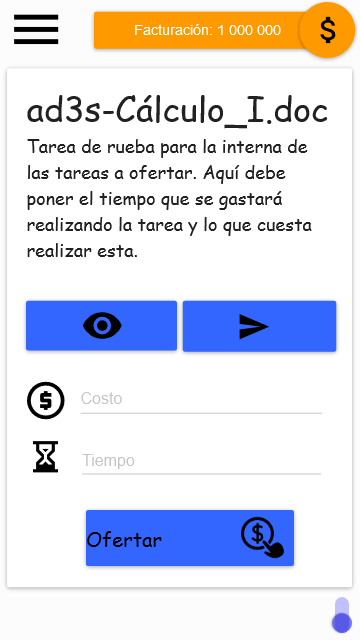 Facturación: 1 000 000
ad3s-Cálculo_I.doc
Tarea de rueba para la interna de
las tareas a ofertar. Aquí debe
poner el tiempo que se gastará
realizando la tarea y lo que cuesta
realizar esta.
Costo
Tiempo
Ofertar